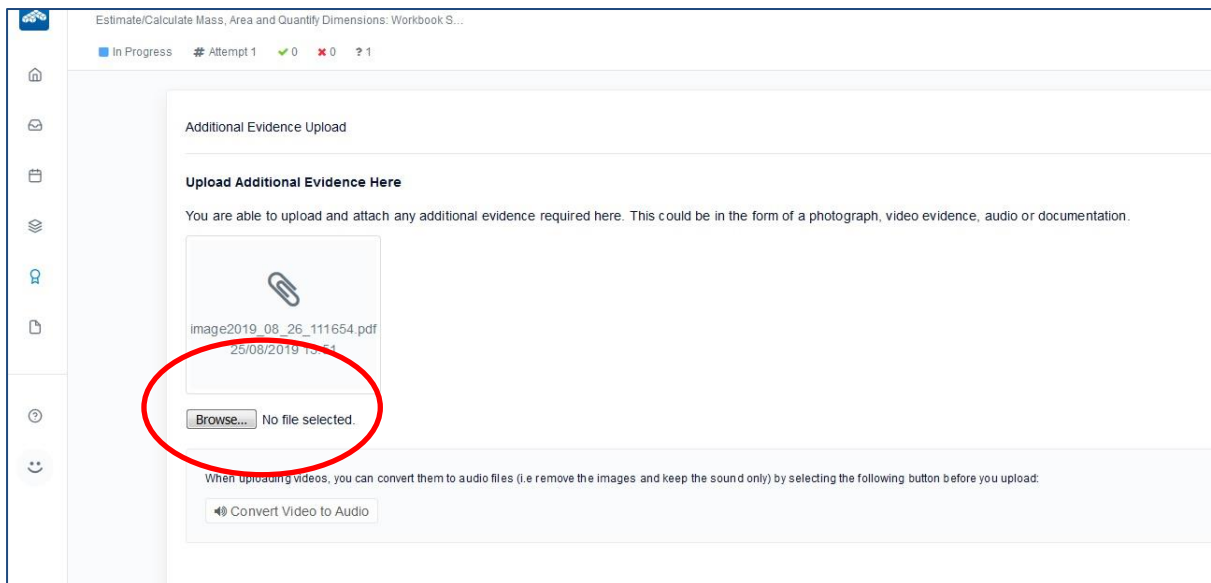 Estimate/Calculate Mass, Area and Quantify Dimensions: Workbook S...
In Progress # Attempt 1 ✔ 0 ✖ 0 ? 1
Additional Evidence Upload
Upload Additional Evidence Here
You are able to upload and attach any additional evidence required here. This could be in the form of a photograph, video evidence, audio or documentation.
image2019_08_26_111654.pdf
25/08/2019 13:51
Browse... No file selected.
When uploading videos, you can convert them to audio files (i.e remove the images and keep the sound only) by selecting the following button before you upload:
Convert Video to Audio